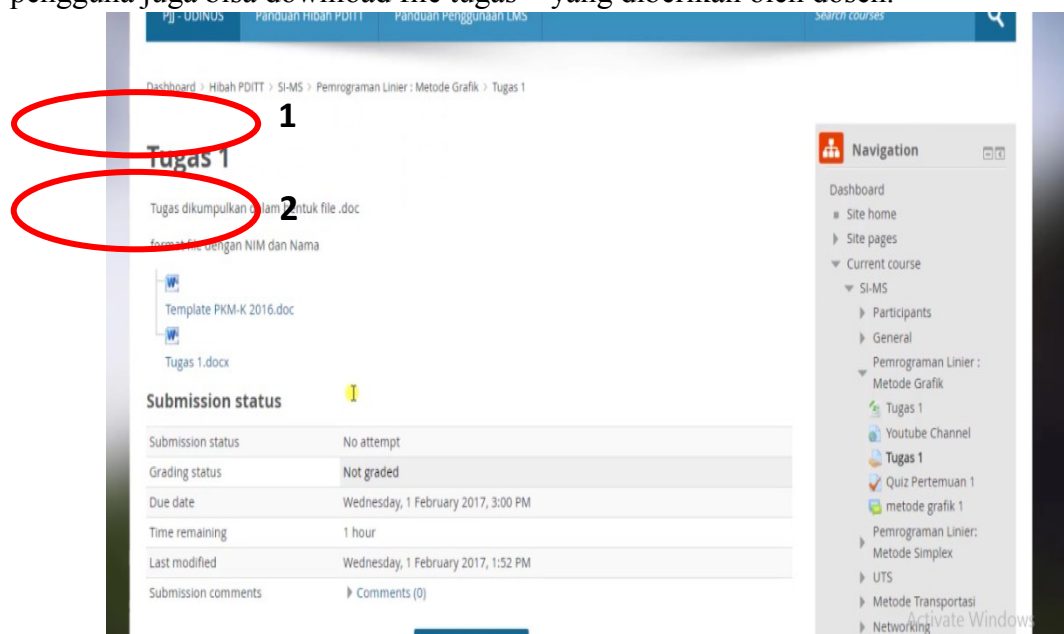 pengguna juga bisa download file tugas – yang diberikan oleh dosen.
PJJ - UDINUS Panduan Hibah PDITT Panduan Penggunaan LMS Search courses
Dashboard > Hibah PDITT > SI-MS > Pemrograman Linier : Metode Grafik > Tugas 1
1
Tugas 1
2
Tugas dikumpulkan dalam bentuk file .doc
format file dengan NIM dan Nama
Template PKM-K 2016.doc
Tugas 1.docx
Submission status
Submission status No attempt
Grading status Not graded
Due date Wednesday, 1 February 2017, 3:00 PM
Time remaining 1 hour
Last modified Wednesday, 1 February 2017, 1:52 PM
Submission comments Comments (0)
Navigation
Dashboard
Site home
Site pages
Current course
SI-MS
Participants
General
Pemrograman Linier :
Metode Grafik
Tugas 1
Youtube Channel
Tugas 1
Quiz Pertemuan 1
metode grafik 1
Pemrograman Linier:
Metode Simplex
UTS
Metode Transportasi
Networking
Activate Windows